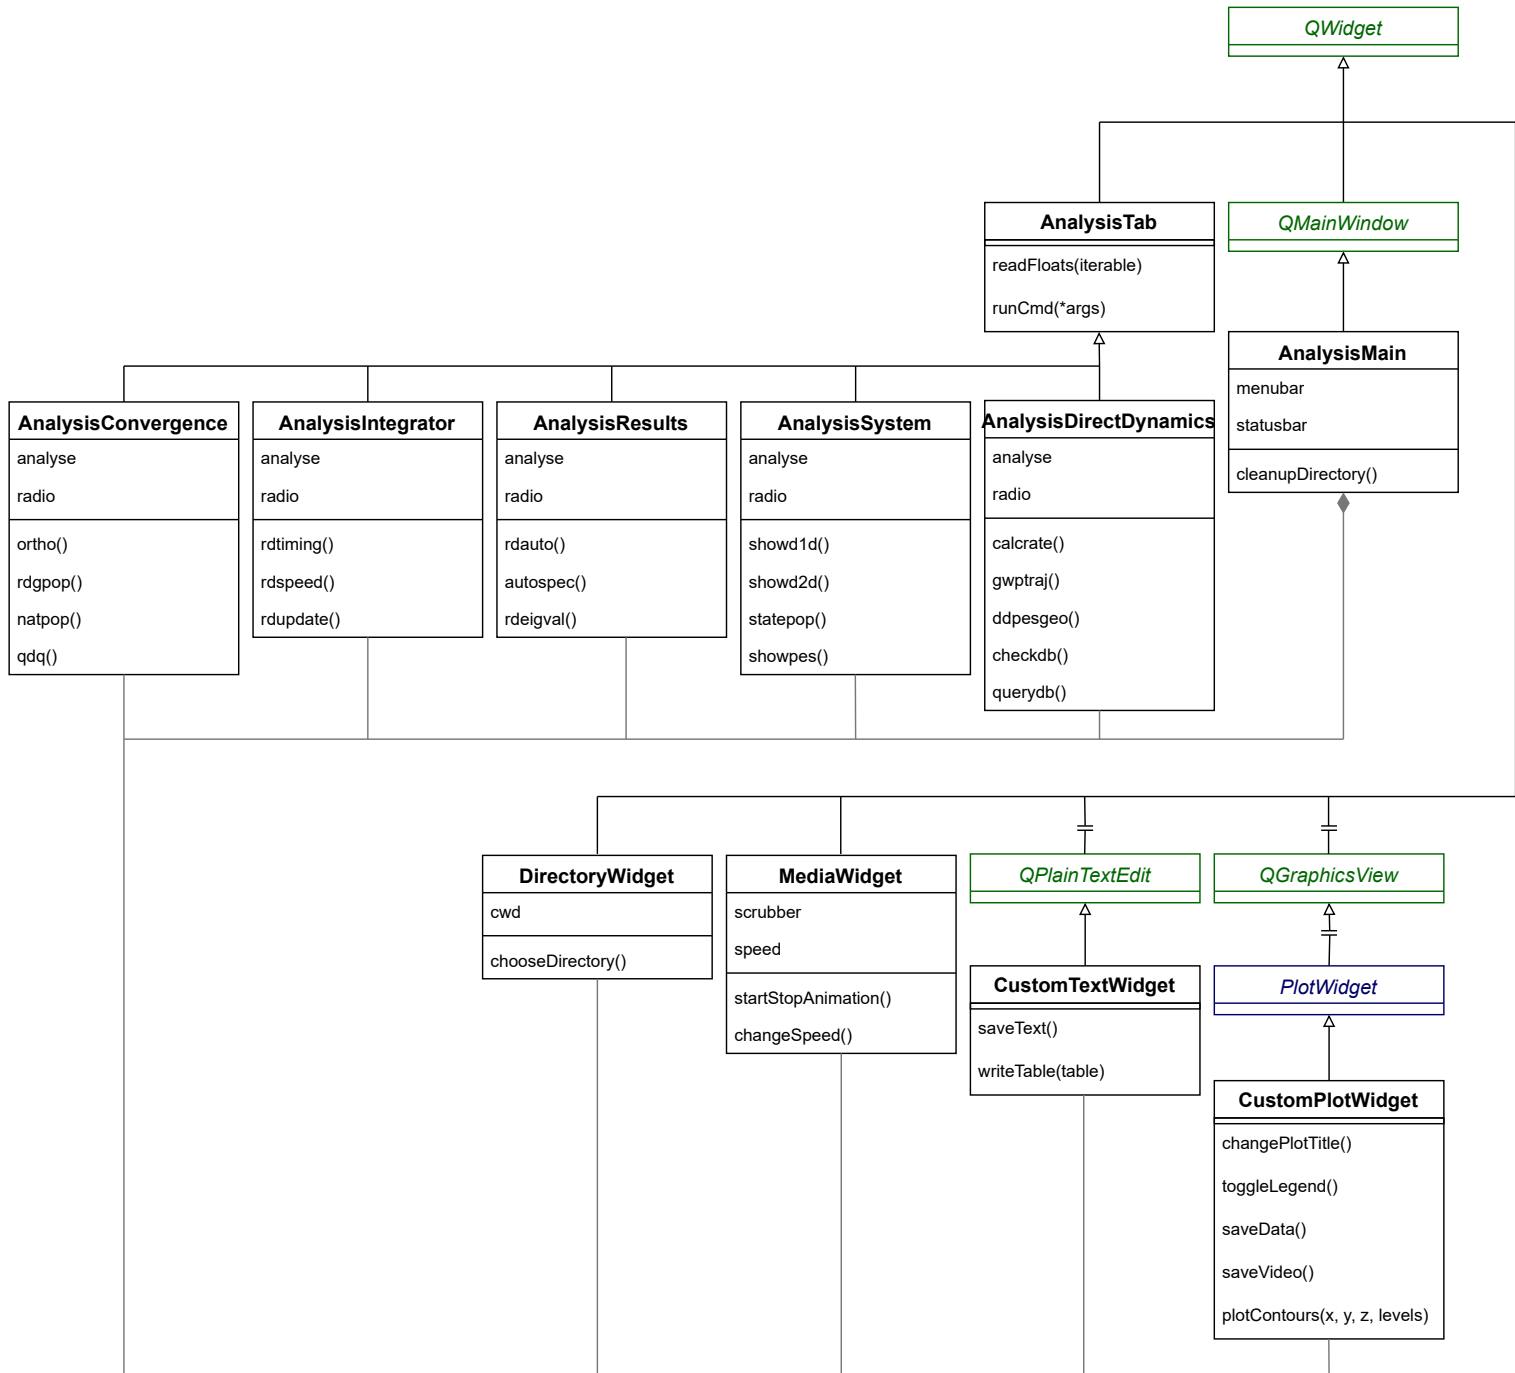 QWidget
AnalysisTab
readFloats(iterable)
runCmd(*args)
QMainWindow
AnalysisMain
menubar
statusbar
cleanupDirectory()
AnalysisConvergence
analyse
radio
ortho()
rdgpop()
natpop()
qdq()
AnalysisIntegrator
analyse
radio
rdtiming()
rdspeed()
rdupdate()
AnalysisResults
analyse
radio
rdauto()
autospec()
rdeigval()
AnalysisSystem
analyse
radio
showd1d()
showd2d()
statepop()
showpes()
AnalysisDirectDynamics
analyse
radio
calcrate()
gwptraj()
ddpesgeo()
checkdb()
querydb()
DirectoryWidget
cwd
chooseDirectory()
MediaWidget
scrubber
speed
startStopAnimation()
changeSpeed()
QPlainTextEdit
CustomTextWidget
saveText()
writeTable(table)
QGraphicsView
PlotWidget
CustomPlotWidget
changePlotTitle()
toggleLegend()
saveData()
saveVideo()
plotContours(x, y, z, levels)